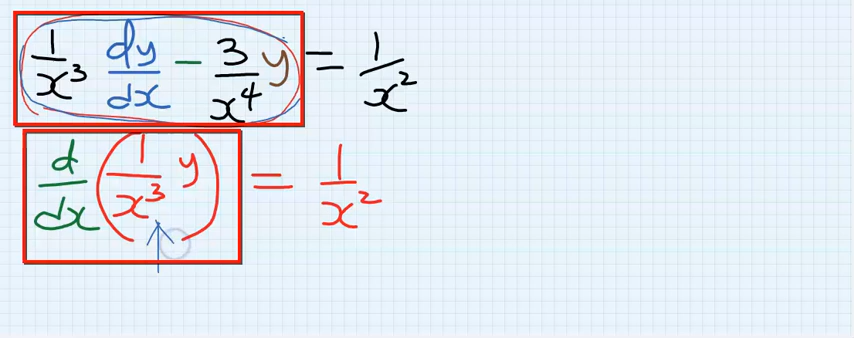 1/x³ dy/dx − 3/x⁴ y = 1/x²
d/dx (1/x³ y) = 1/x²